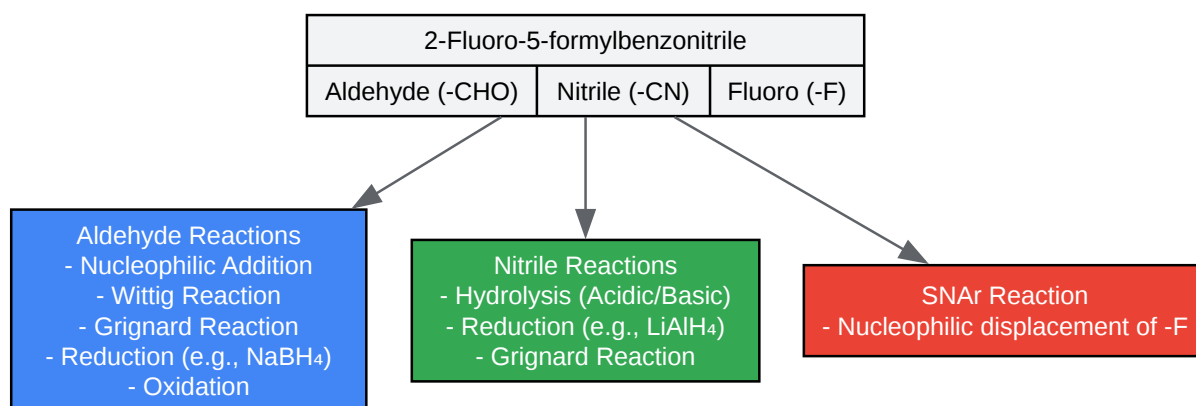 2-Fluoro-5-formylbenzonitrile
Aldehyde (-CHO)
Nitrile (-CN)
Fluoro (-F)
Aldehyde Reactions
- Nucleophilic Addition
- Wittig Reaction
- Grignard Reaction
- Reduction (e.g., NaBH₄)
- Oxidation
Nitrile Reactions
- Hydrolysis (Acidic/Basic)
- Reduction (e.g., LiAlH₄)
- Grignard Reaction
SNAr Reaction
- Nucleophilic displacement of -F